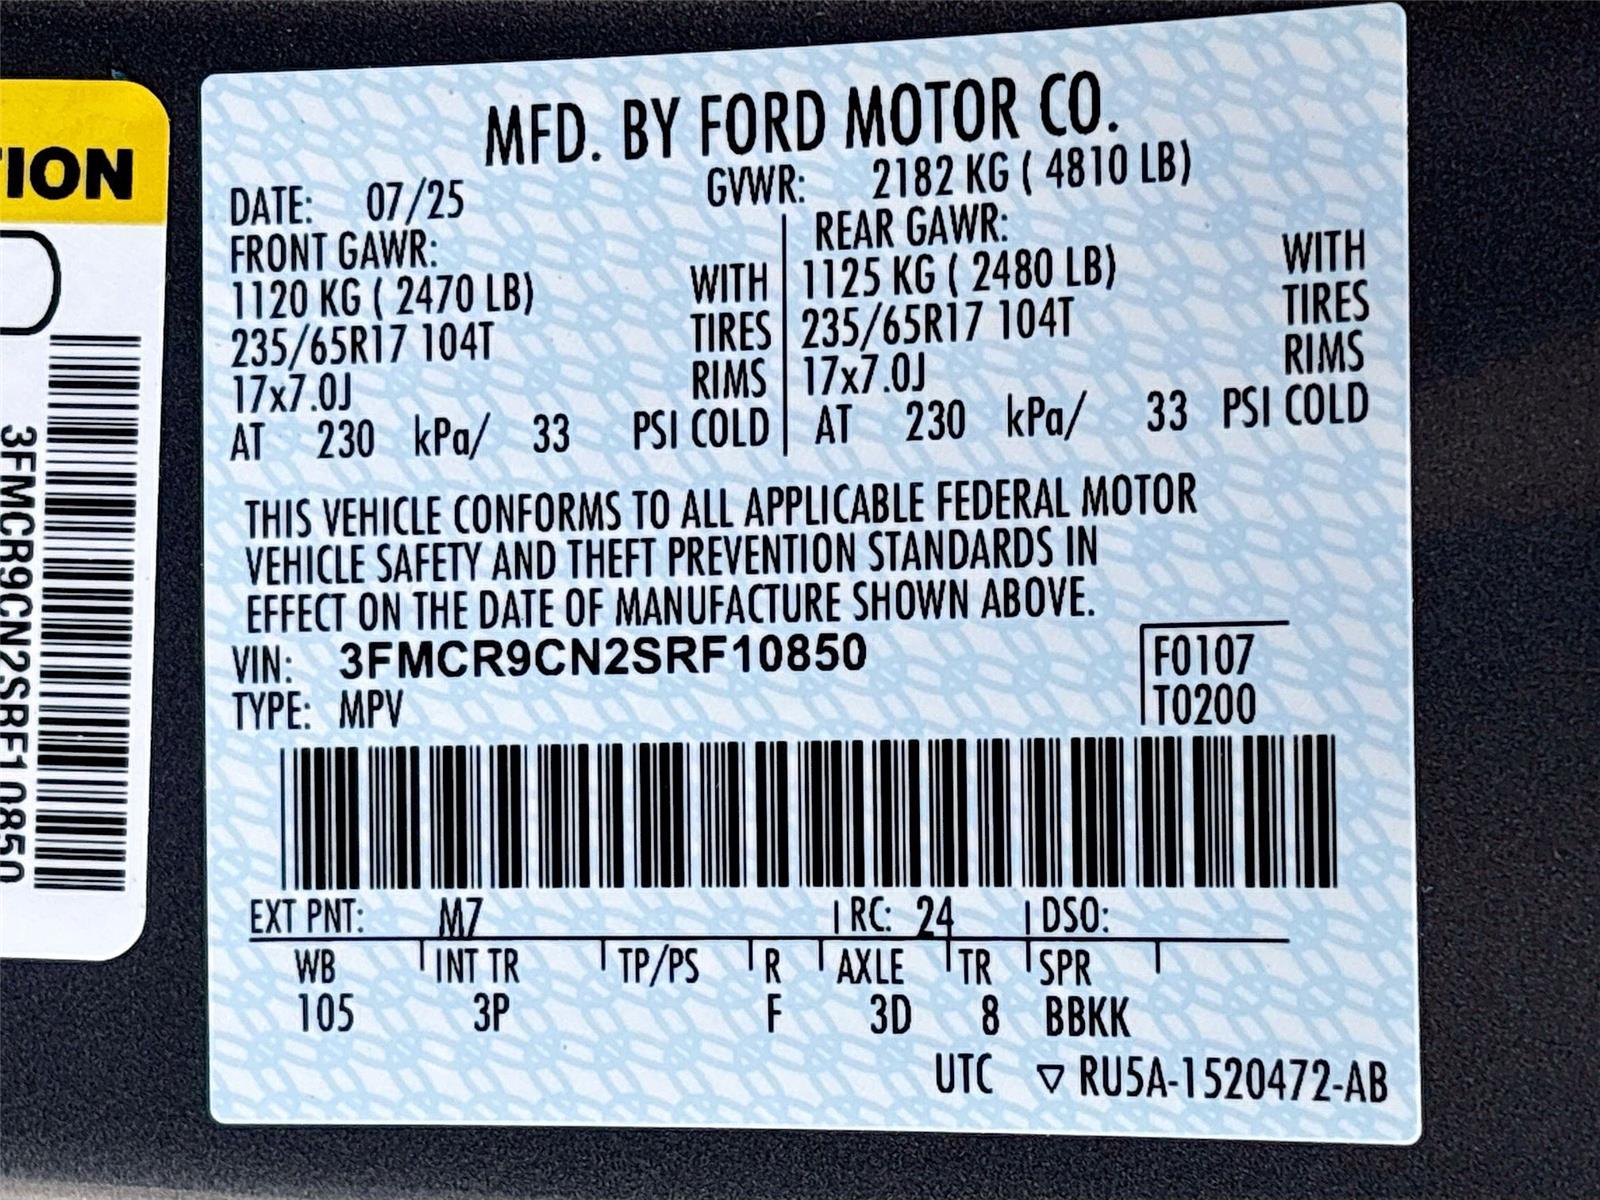 TION
3FMCR9CN2SRF10850
MFD. BY FORD MOTOR CO.
DATE: 07/25 GVWR: 2182 KG ( 4810 LB)
FRONT GAWR: REAR GAWR:
1120 KG ( 2470 LB) WITH 1125 KG ( 2480 LB) WITH
235/65R17 104T TIRES 235/65R17 104T TIRES
17x7.0J RIMS 17x7.0J RIMS
AT 230 kPa/ 33 PSI COLD AT 230 kPa/ 33 PSI COLD
THIS VEHICLE CONFORMS TO ALL APPLICABLE FEDERAL MOTOR
VEHICLE SAFETY AND THEFT PREVENTION STANDARDS IN
EFFECT ON THE DATE OF MANUFACTURE SHOWN ABOVE.
VIN: 3FMCR9CN2SRF10850 F0107
TYPE: MPV T0200
EXT PNT: M7 RC: 24 DSO:
WB INT TR TP/PS R AXLE TR SPR
105 3P F 3D 8 BBKK
UTC ▽ RU5A-1520472-AB